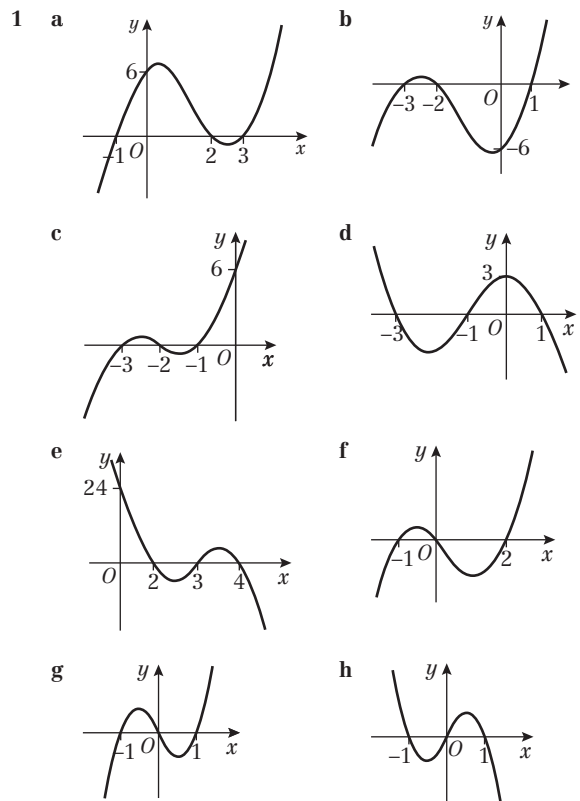 1 a b
y y
6 O
-1 O 2 3 x -3 -2 1 x
-6
c d
y y
6 3
-3 -2 -1 O x -3 -1 O 1 x
e f
y y
24
O 2 3 4 x -1 O 2 x
g h
y y
-1 O 1 x -1 O 1 x